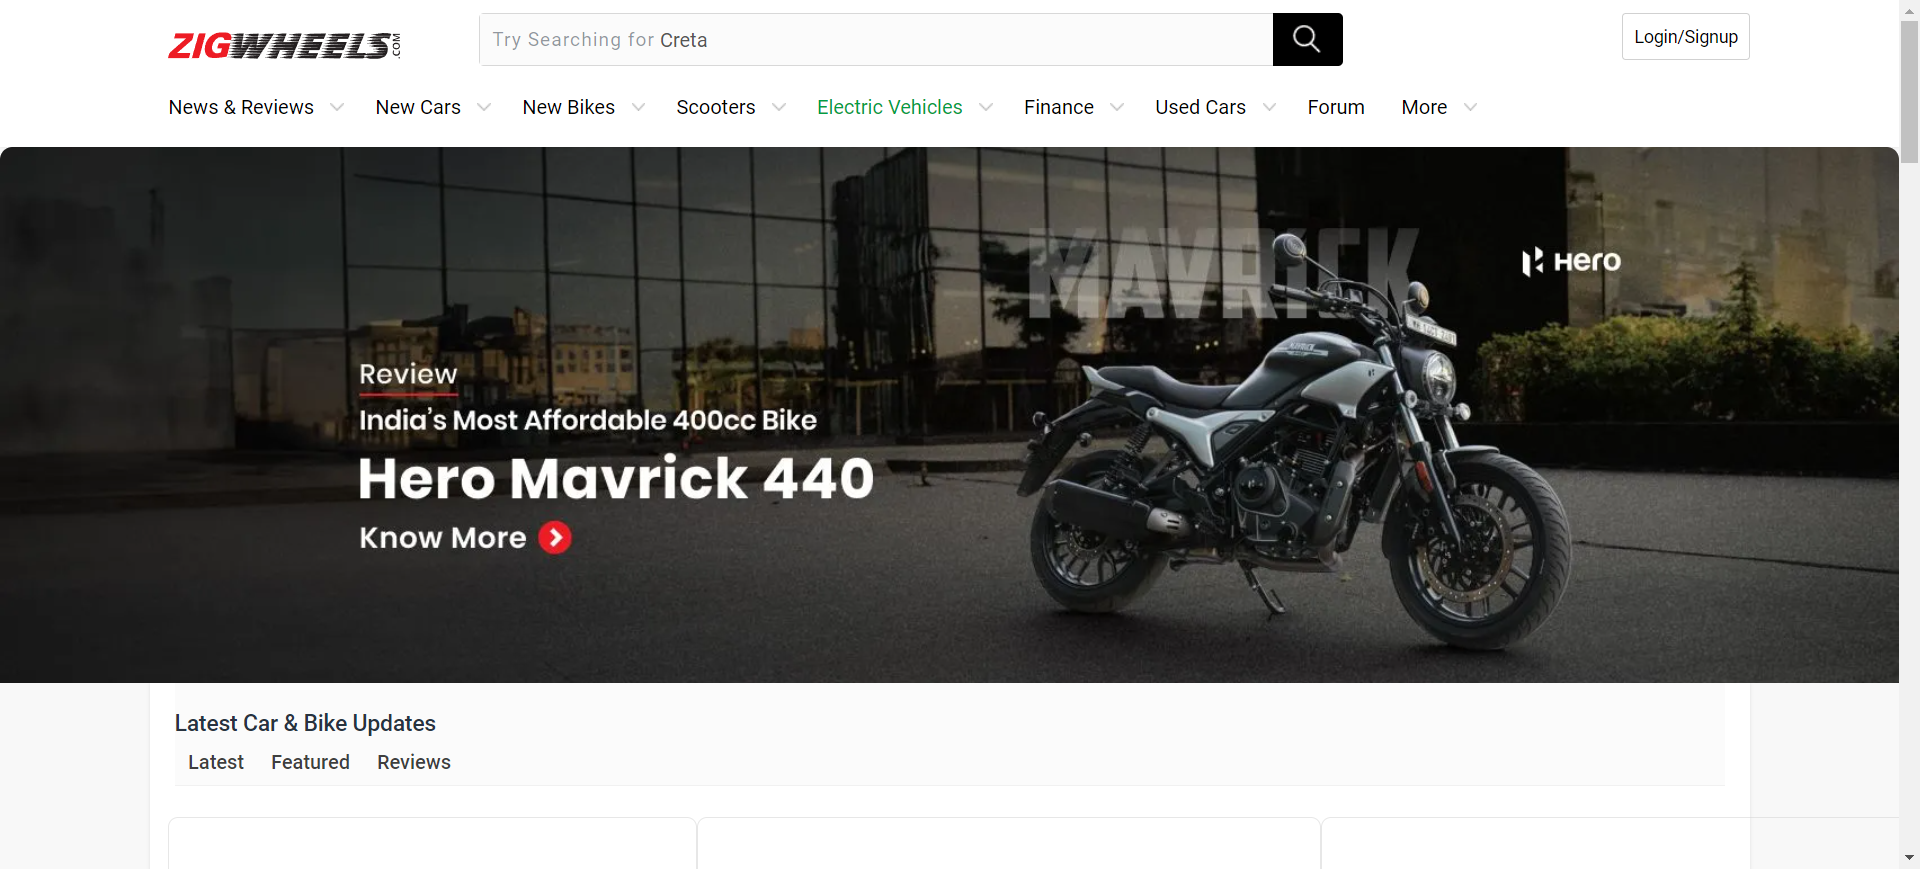 ZIGWHEELS.COM
Try Searching for Creta
Login/Signup
News & Reviews New Cars New Bikes Scooters Electric Vehicles Finance Used Cars Forum More
MAVRICK
Hero
Review
India's Most Affordable 400cc Bike
Hero Mavrick 440
Know More
Latest Car & Bike Updates
Latest Featured Reviews